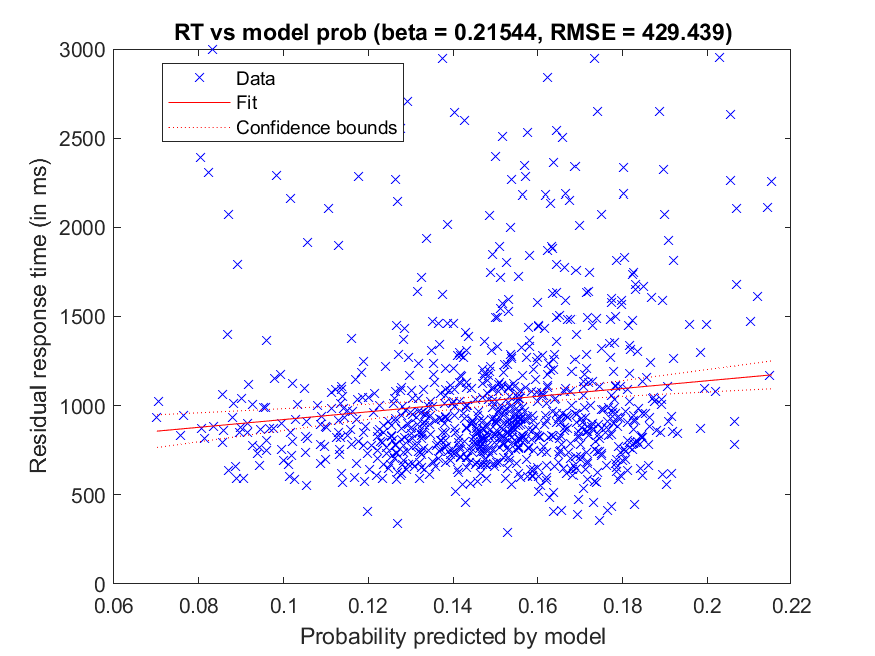 RT vs model prob (beta = 0.21544, RMSE = 429.439)
Data
Fit
Confidence bounds
Residual response time (in ms)
3000
2500
2000
1500
1000
500
0
0.06 0.08 0.1 0.12 0.14 0.16 0.18 0.2 0.22
Probability predicted by model